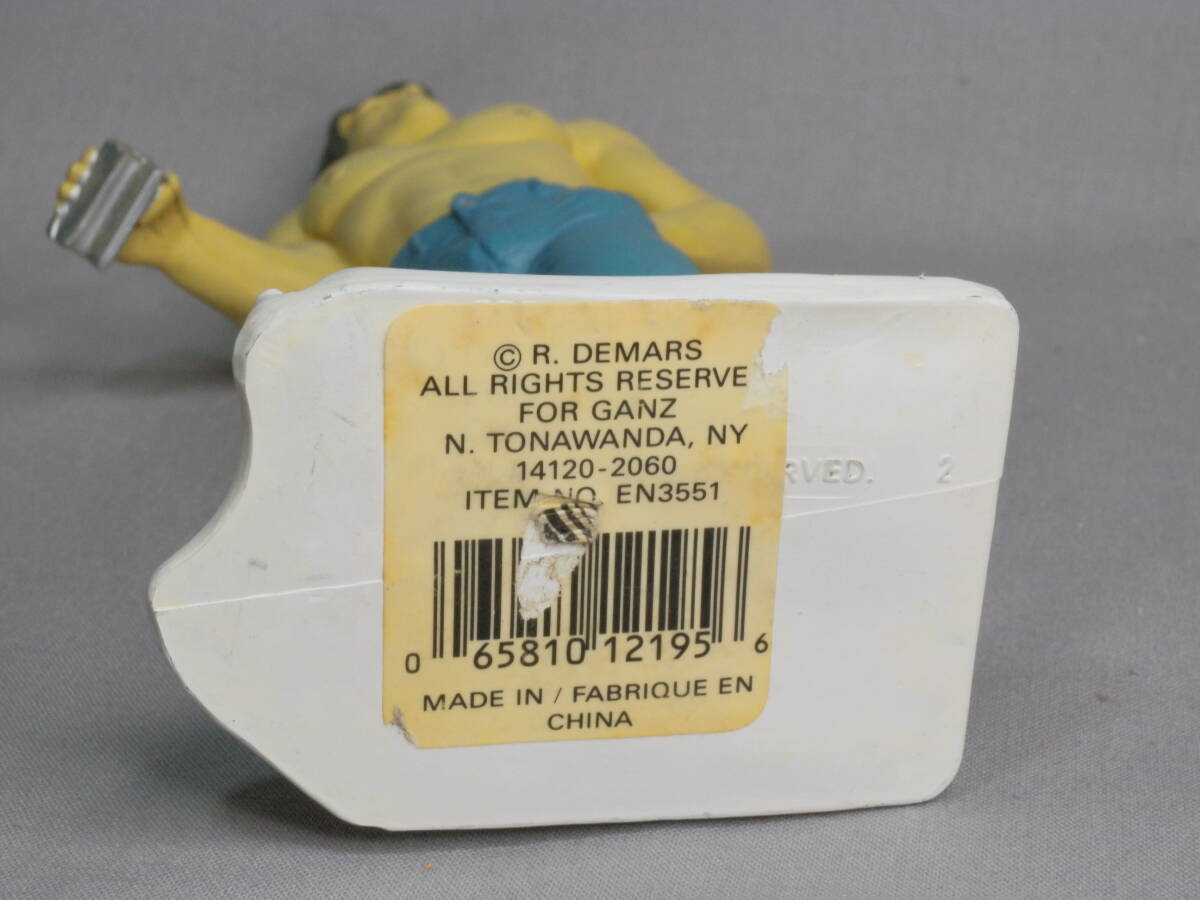 © R. DEMARS
ALL RIGHTS RESERVE
FOR GANZ
N. TONAWANDA, NY
14120-2060
ITEM NO. EN3551
RVED. 2
0 65810 12195 6
MADE IN / FABRIQUE EN
CHINA